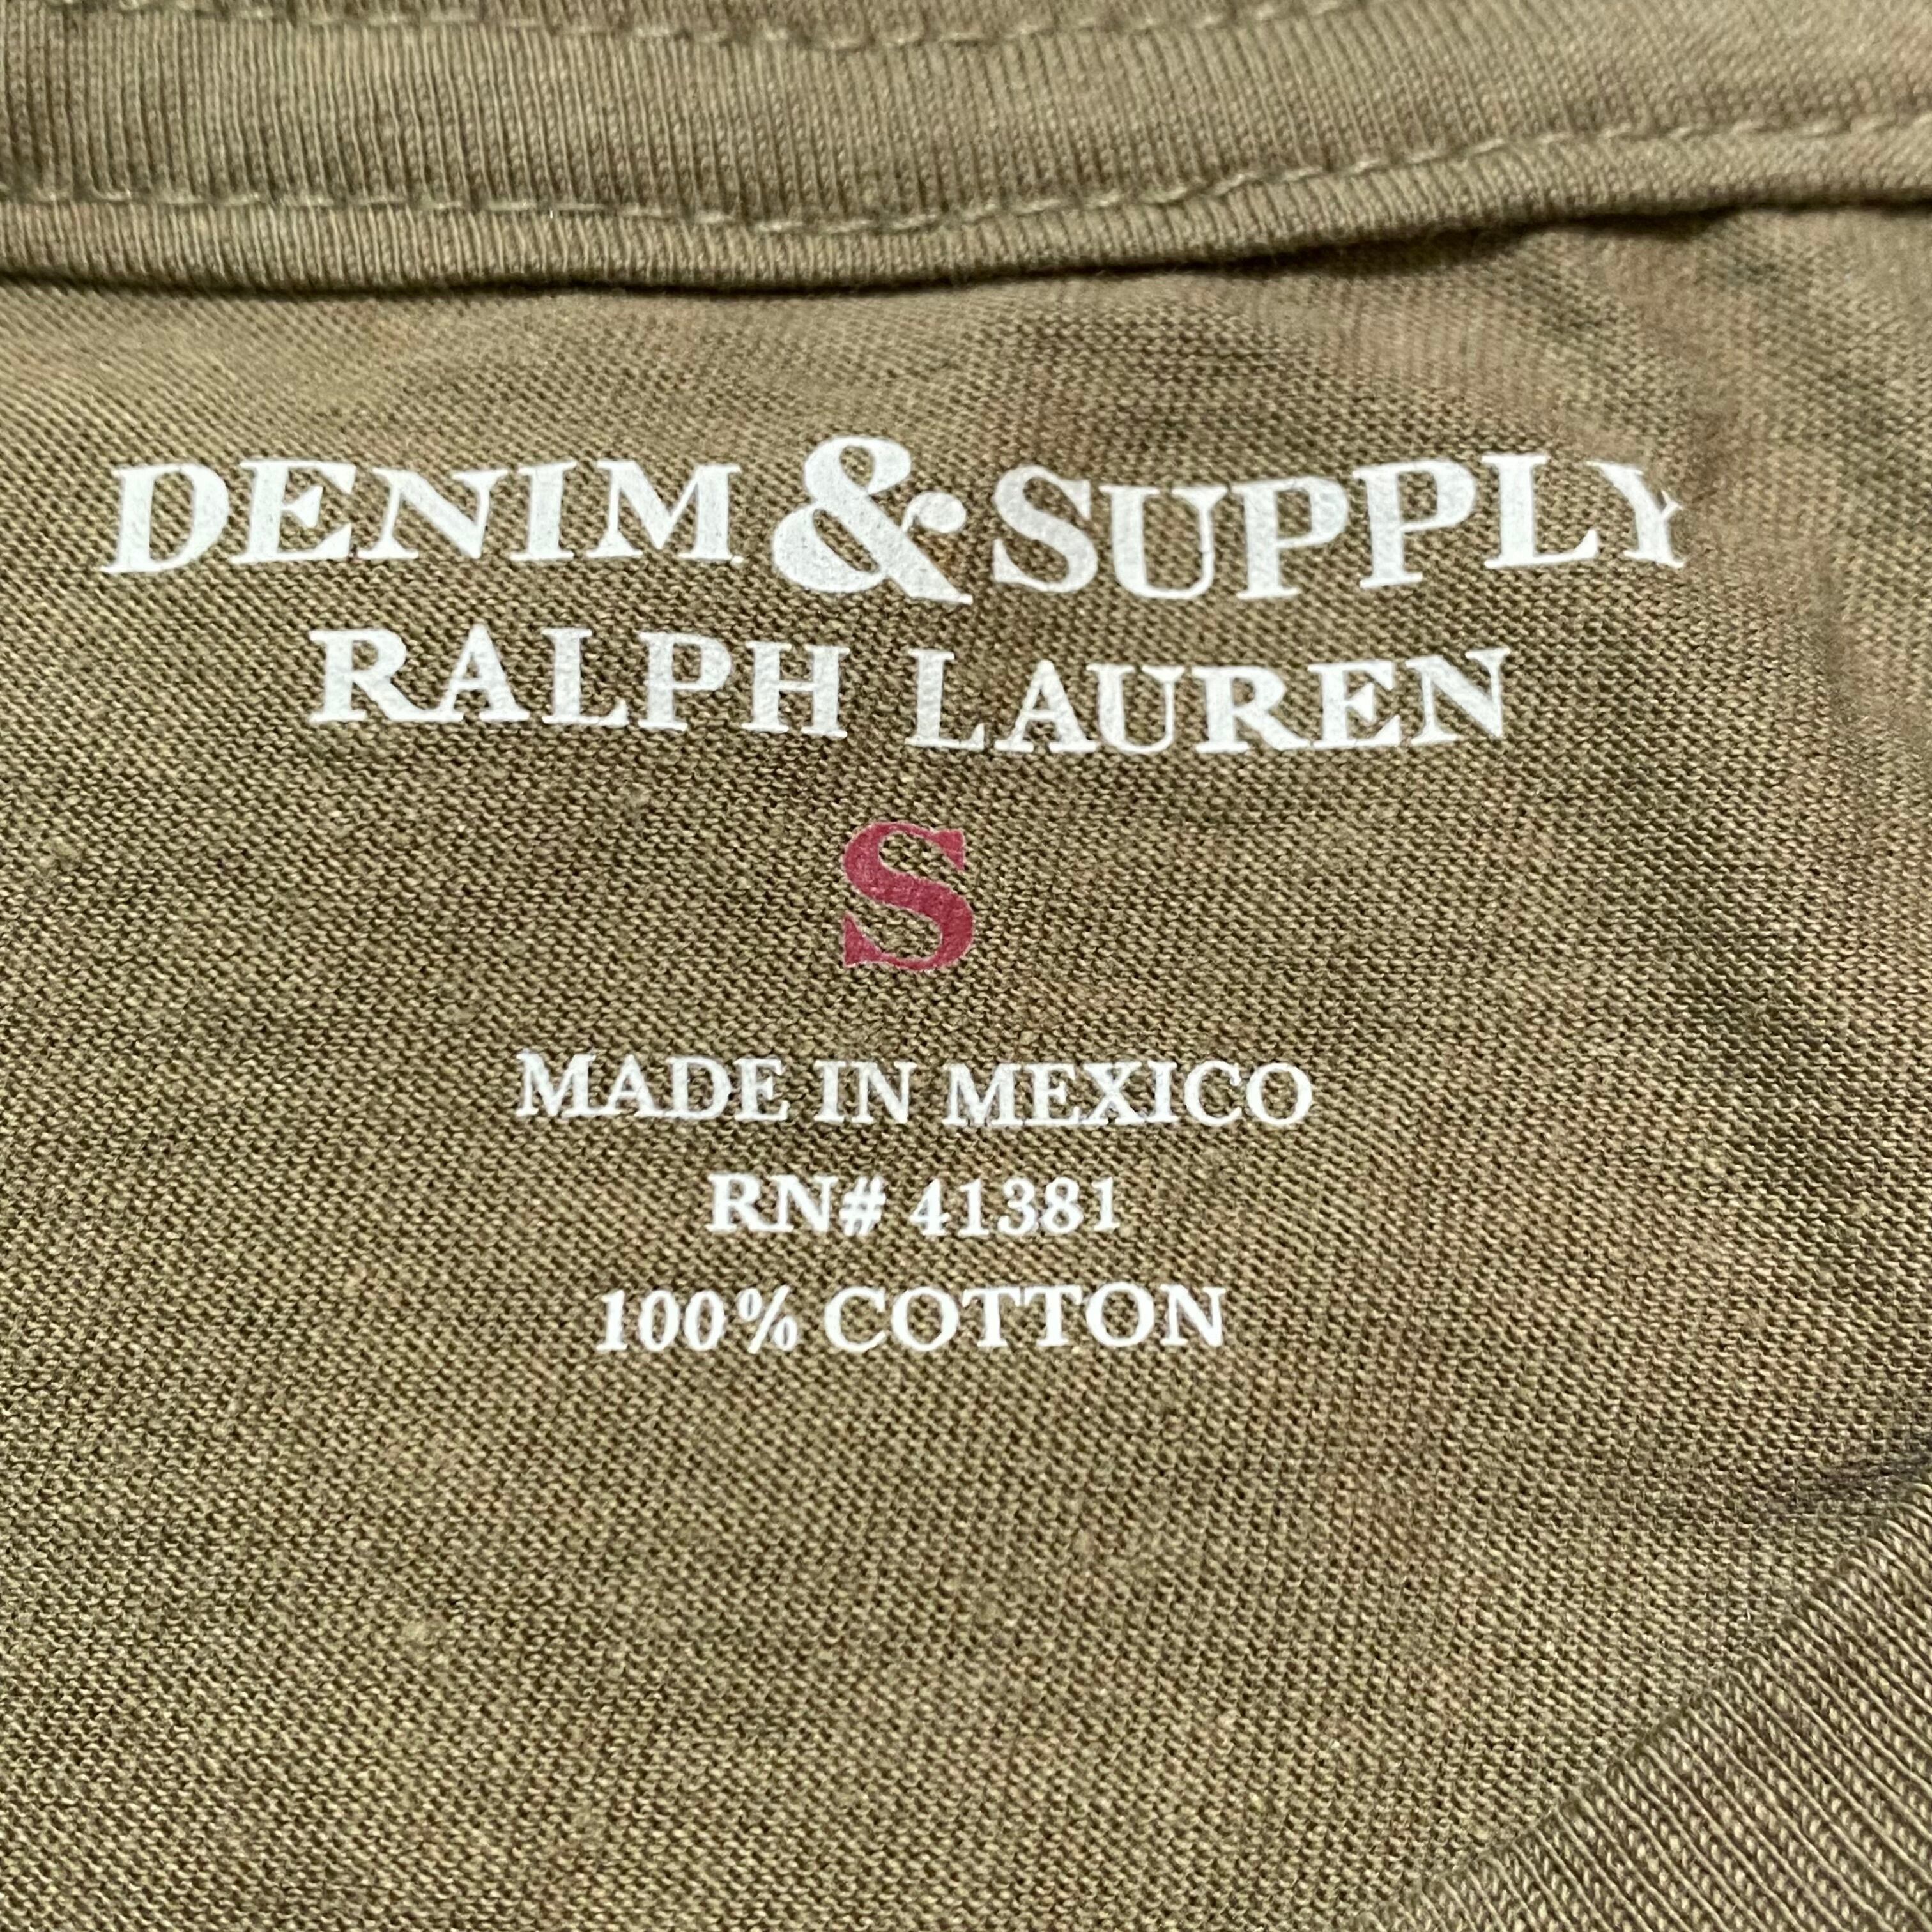 DENIM & SUPPLY
RALPH LAUREN
S
MADE IN MEXICO
RN# 41381
100% COTTON